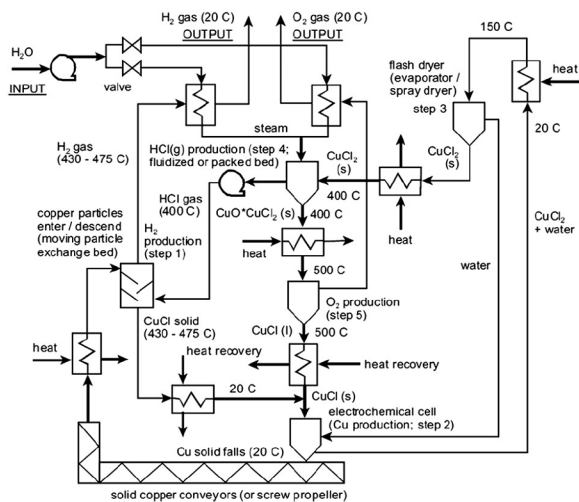 H2 gas (20 C)
OUTPUT
O2 gas (20 C)
OUTPUT
150 C
H2O
INPUT
valve
flash dryer
(evaporator /
spray dryer)
step 3
heat
20 C
steam
H2 gas
(430 - 475 C)
HCl(g) production (step 4;
fluidized or packed bed)
CuCl2
(s)
CuCl2
(s)
HCl gas
(400 C)
400 C
CuO*CuCl2 (s)
400 C
heat
CuCl2
+ water
copper particles
enter / descend
(moving particle
exchange bed)
H2
production
(step 1)
heat
500 C
water
O2 production
(step 5)
CuCl solid
(430 - 475 C)
CuCl (l)
500 C
heat
heat recovery
heat recovery
20 C
CuCl (s)
electrochemical cell
(Cu production; step 2)
Cu solid falls (20 C)
solid copper conveyors (or screw propeller)